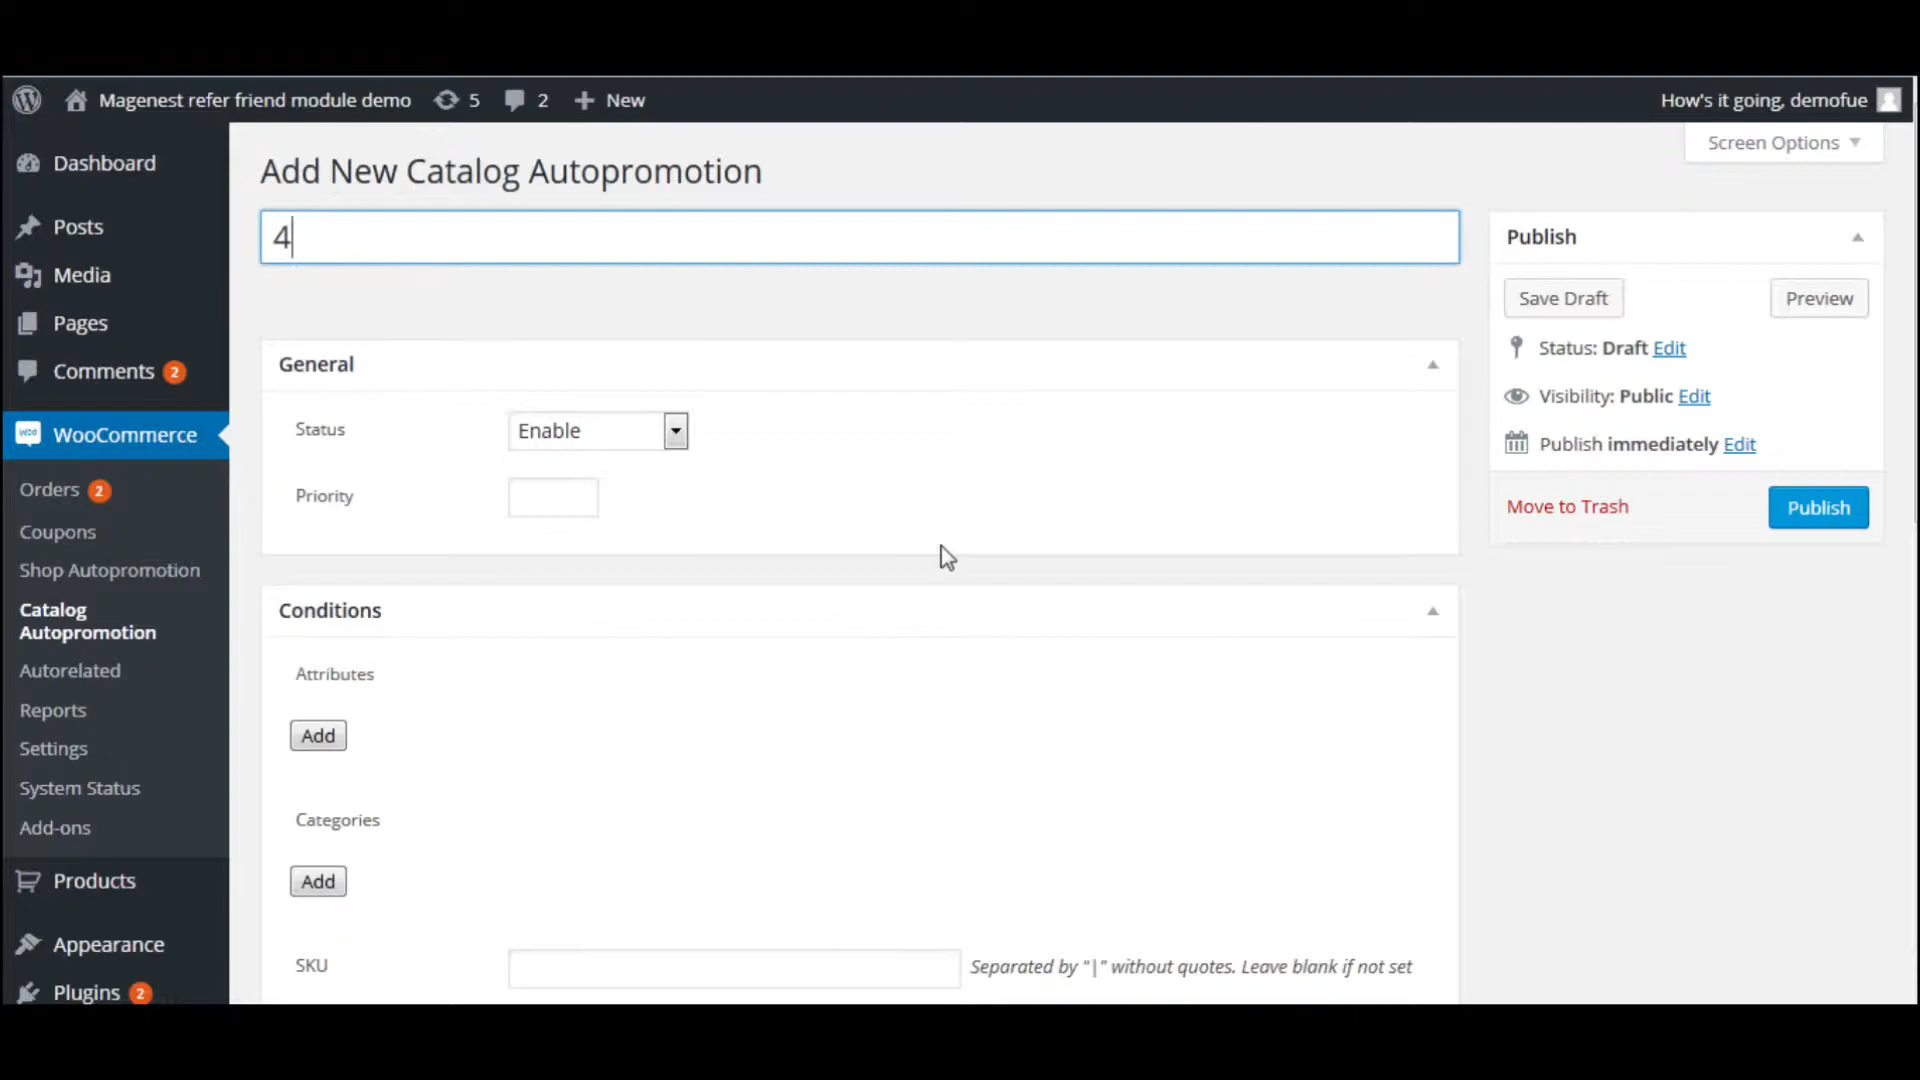 Magenest refer friend module demo 5 2 New How's it going, demofue
Screen Options
Dashboard
Posts
Media
Pages
Comments 2
WOO WooCommerce
Orders 2
Coupons
Shop Autopromotion
Catalog
Autopromotion
Autorelated
Reports
Settings
System Status
Add-ons
Products
Appearance
Plugins 2
Add New Catalog Autopromotion
4
General
Status Enable
Priority
Conditions
Attributes
Add
Categories
Add
SKU Separated by "|" without quotes. Leave blank if not set
Publish
Save Draft Preview
Status: Draft Edit
Visibility: Public Edit
Publish immediately Edit
Move to Trash Publish